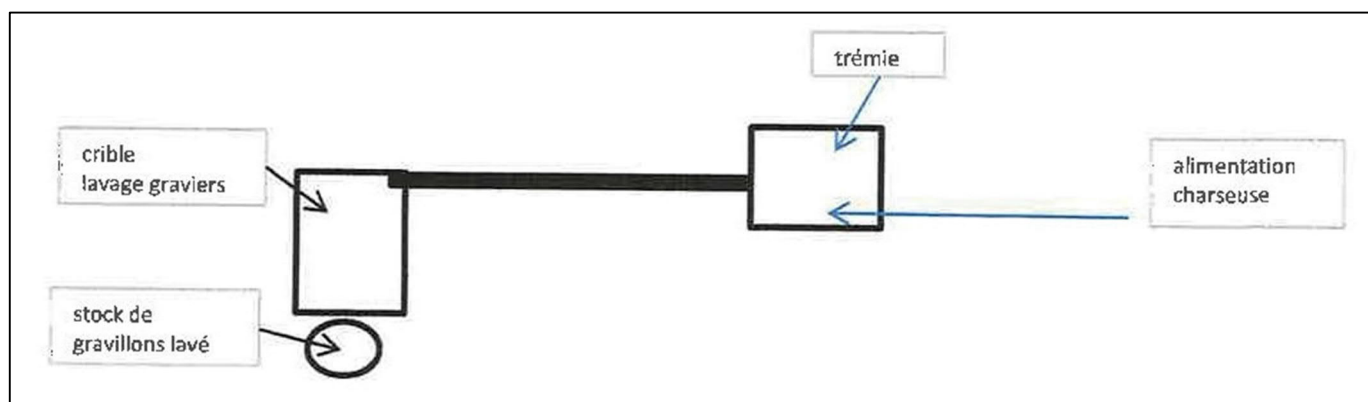 trémie
crible
lavage graviers
alimentation
charseuse
stock de
gravillons lavé